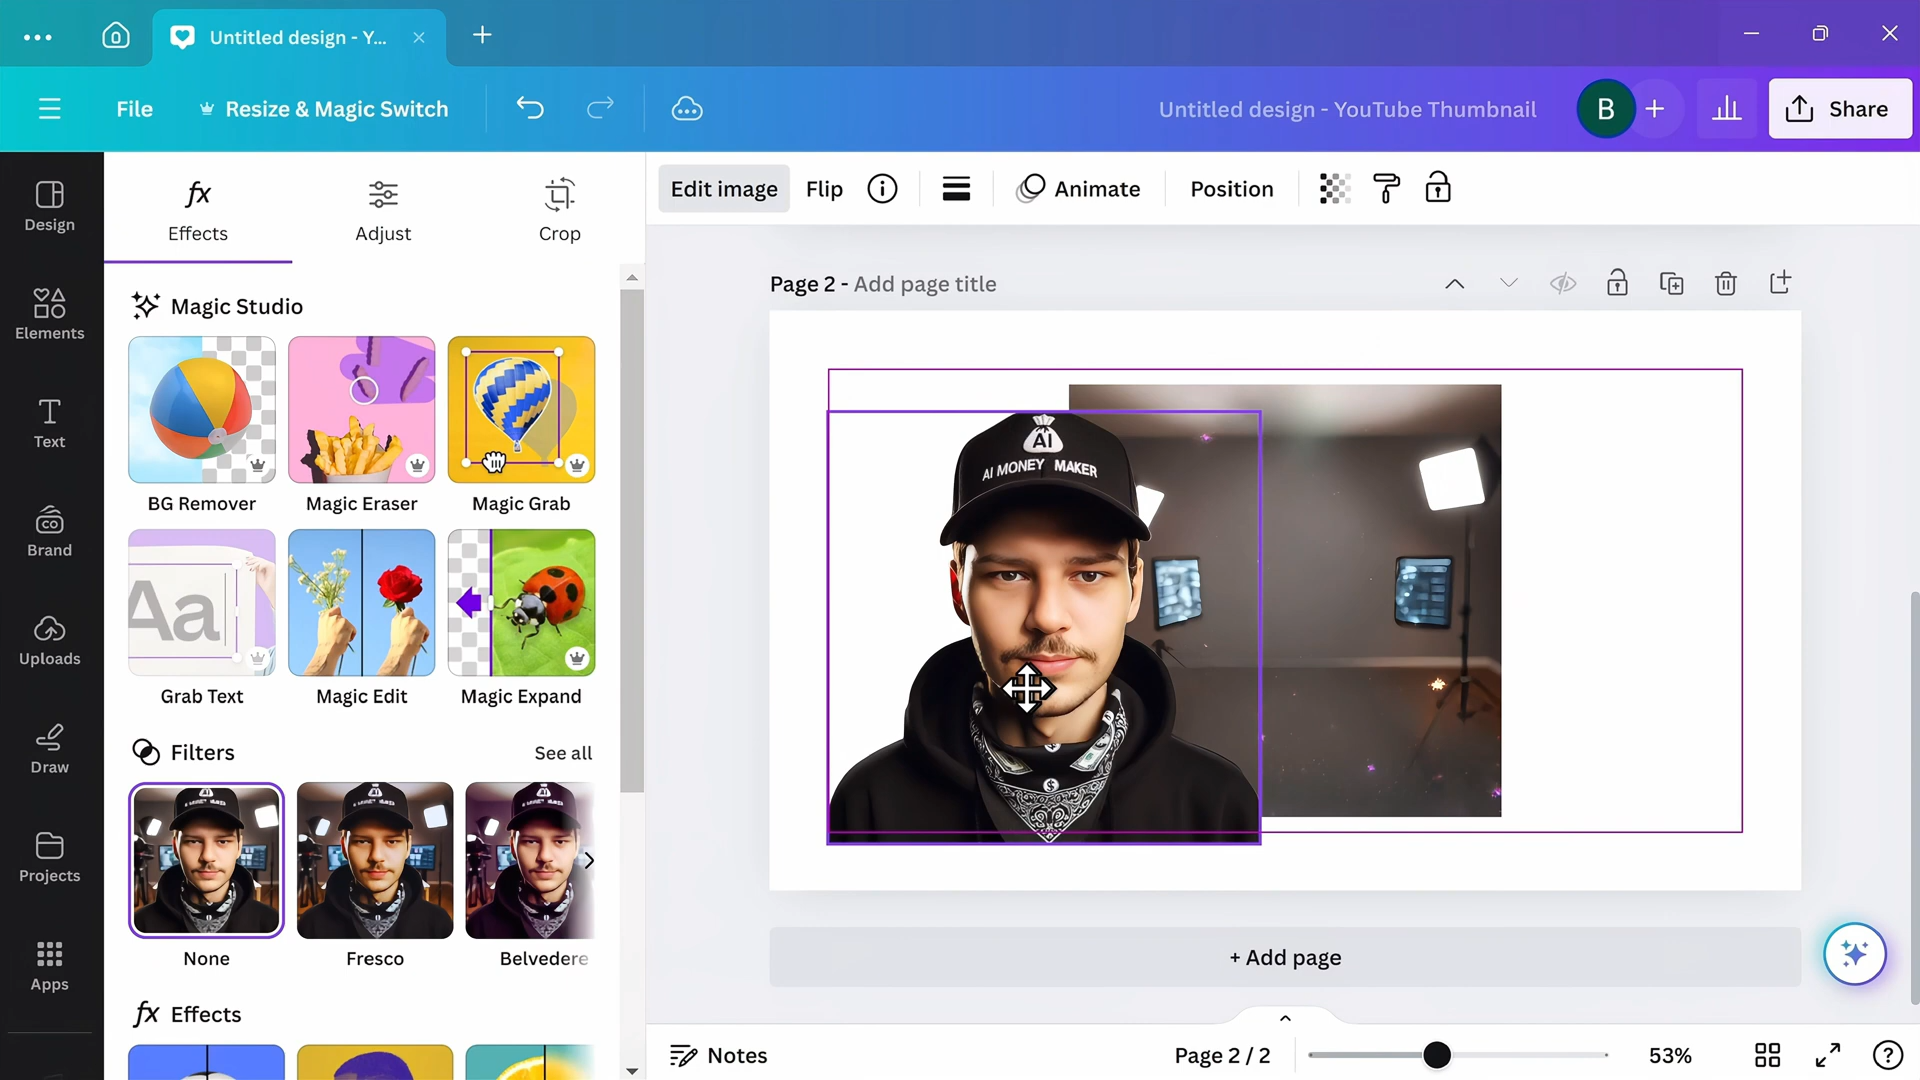 Untitled design - Y...
File
Resize & Magic Switch
Untitled design - YouTube Thumbnail
B
Share
Design
Elements
Text
Brand
Uploads
Draw
Projects
Apps
fx
Effects
Adjust
Crop
Edit image
Flip
Animate
Position
Magic Studio
BG Remover
Magic Eraser
Magic Grab
Aa
Grab Text
Magic Edit
Magic Expand
Filters
See all
None
Fresco
Belvedere
fx Effects
Page 2 - Add page title
AI
AI MONEY MAKER
+ Add page
Notes
Page 2 / 2
53%